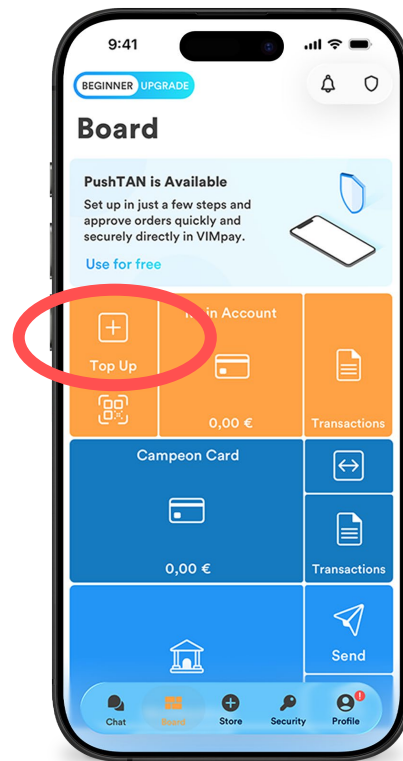 9:41
BEGINNER UPGRADE
Board
PushTAN is Available
Set up in just a few steps and
approve orders quickly and
securely directly in VIMpay.
Use for free
Top Up
in Account
0,00 €
Transactions
Campeon Card
0,00 €
Transactions
Send
Chat
Board
Store
Security
Profile